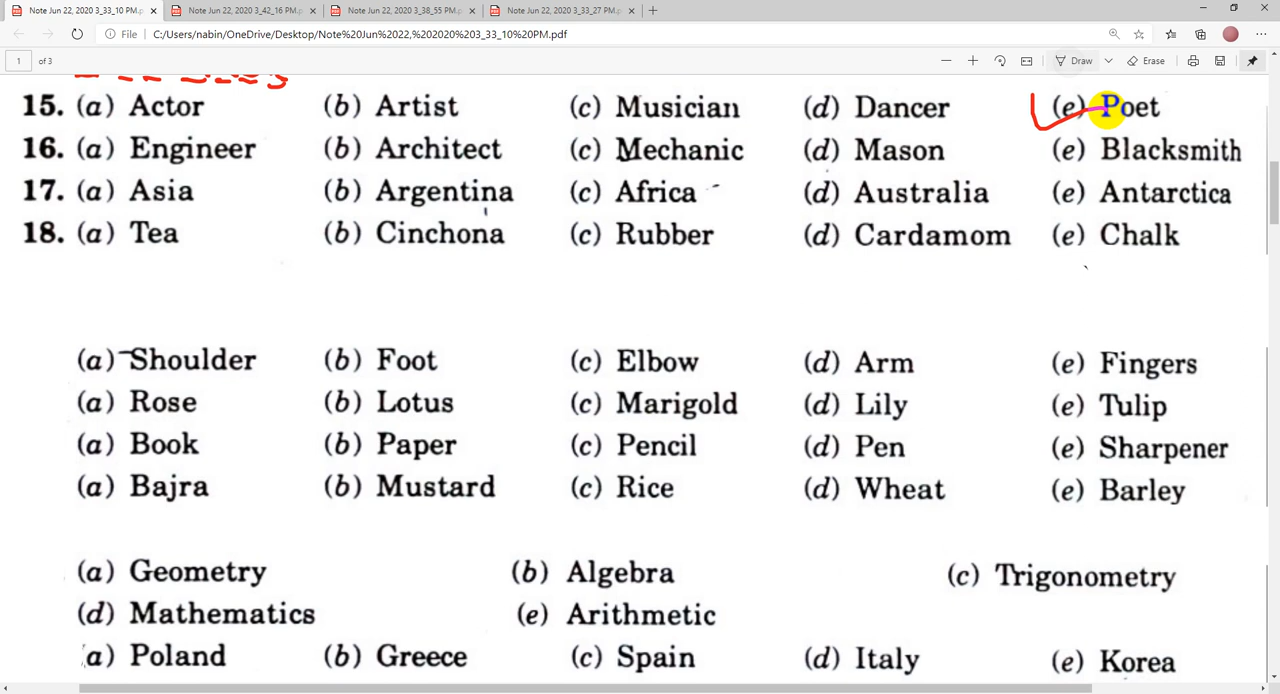 Note Jun 22, 2020 3_33_10 PM.p Note Jun 22, 2020 3_42_16 PM.p Note Jun 22, 2020 3_38_55 PM.p Note Jun 22, 2020 3_33_27 PM.p
File C:/Users/nabin/OneDrive/Desktop/Note%20Jun%2022,%202020%203_33_10%20PM.pdf
1 of 3 Draw Erase
15. (a) Actor (b) Artist (c) Musician (d) Dancer (e) Poet
16. (a) Engineer (b) Architect (c) Mechanic (d) Mason (e) Blacksmith
17. (a) Asia (b) Argentina (c) Africa (d) Australia (e) Antarctica
18. (a) Tea (b) Cinchona (c) Rubber (d) Cardamom (e) Chalk
(a) Shoulder (b) Foot (c) Elbow (d) Arm (e) Fingers
(a) Rose (b) Lotus (c) Marigold (d) Lily (e) Tulip
(a) Book (b) Paper (c) Pencil (d) Pen (e) Sharpener
(a) Bajra (b) Mustard (c) Rice (d) Wheat (e) Barley
(a) Geometry (b) Algebra (c) Trigonometry
(d) Mathematics (e) Arithmetic
(a) Poland (b) Greece (c) Spain (d) Italy (e) Korea